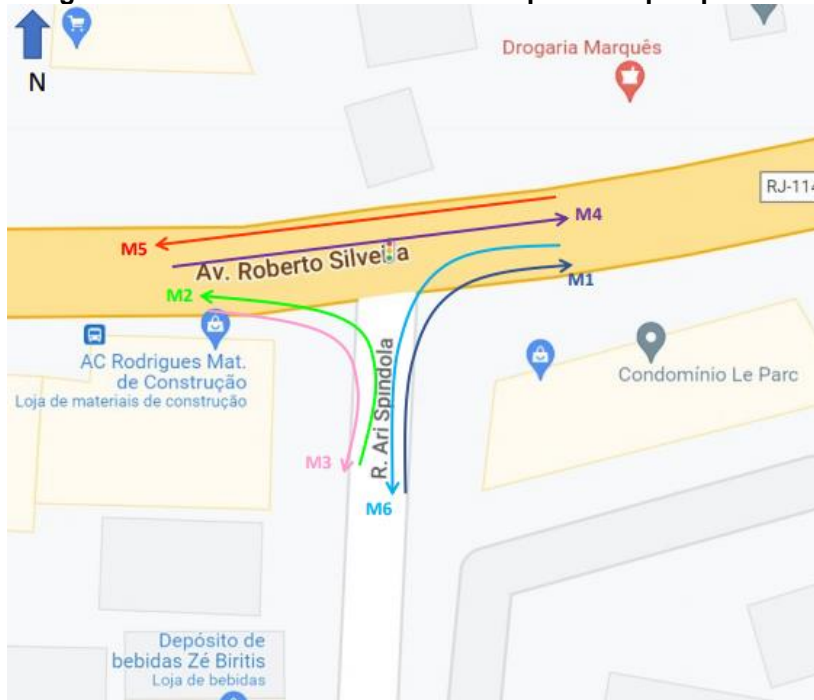 N
Drogaria Marquês
RJ-114
M4
M5
Av. Roberto Silveira
M1
M2
AC Rodrigues Mat.
de Construção
Loja de materiais de construção
R. Ari Spindola
Condomínio Le Parc
M3
M6
Depósito de
bebidas Zé Biritis
Loja de bebidas